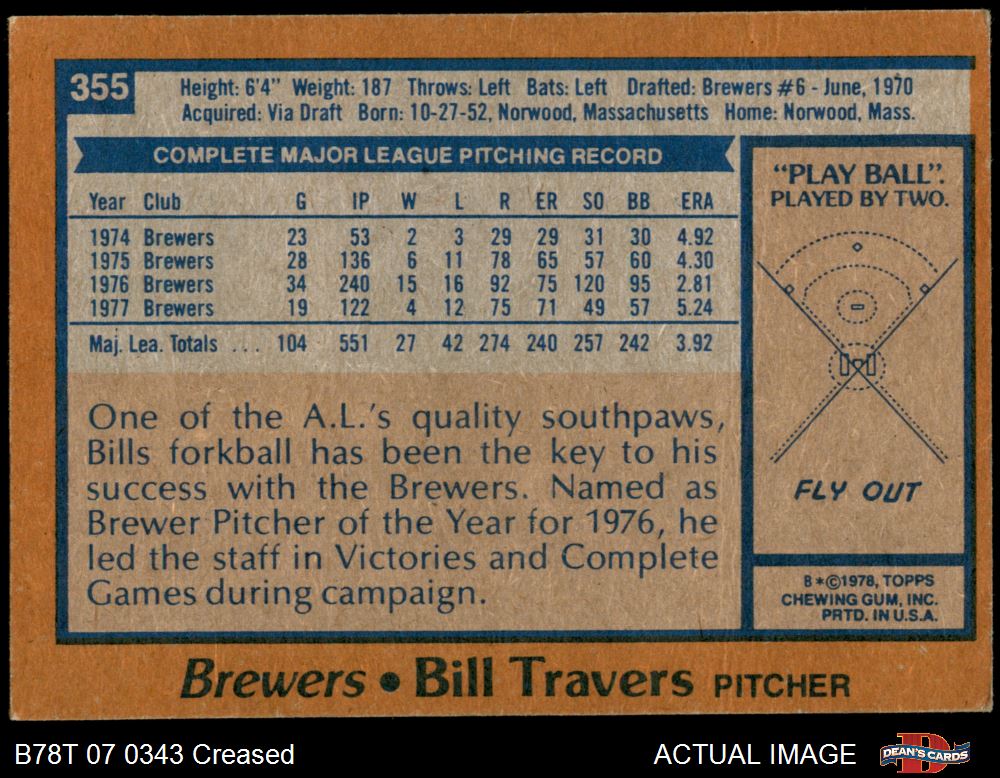 355
Height: 6'4" Weight: 187 Throws: Left Bats: Left Drafted: Brewers #6 - June, 1970
Acquired: Via Draft Born: 10-27-52, Norwood, Massachusetts Home: Norwood, Mass.
COMPLETE MAJOR LEAGUE PITCHING RECORD
Year Club G IP W L R ER SO BB ERA
1974 Brewers 23 53 2 3 29 29 31 30 4.92
1975 Brewers 28 136 6 11 78 65 57 60 4.30
1976 Brewers 34 240 15 16 92 75 120 95 2.81
1977 Brewers 19 122 4 12 75 71 49 57 5.24
Maj. Lea. Totals ... 104 551 27 42 274 240 257 242 3.92
One of the A.L.'s quality southpaws,
Bills forkball has been the key to his
success with the Brewers. Named as
Brewer Pitcher of the Year for 1976, he
led the staff in Victories and Complete
Games during campaign.
"PLAY BALL".
PLAYED BY TWO.
FLY OUT
B*©1978, TOPPS
CHEWING GUM, INC.
PRTD. IN U.S.A.
Brewers • Bill Travers PITCHER
B78T 07 0343 Creased
ACTUAL IMAGE
D
DEAN'S CARDS